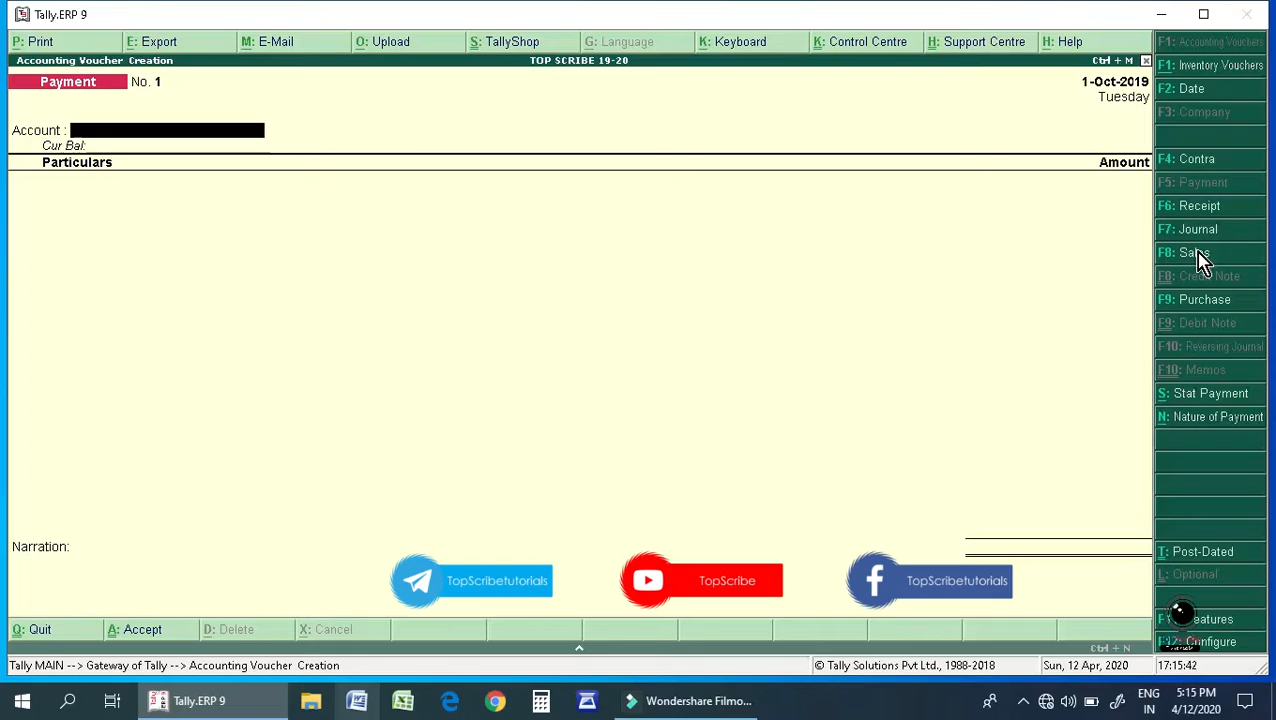 Tally.ERP 9
P: Print
E: Export
M: E-Mail
O: Upload
S: TallyShop
G: Language
K: Keyboard
K: Control Centre
H: Support Centre
H: Help
Accounting Voucher Creation
TOP SCRIBE 19-20
Ctrl + M
Payment No. 1
1-Oct-2019
Tuesday
Account :
Cur Bal:
Particulars
Amount
Narration:
TopScribetutorials
TopScribe
TopScribetutorials
F1: Accounting Vouchers
F1: Inventory Vouchers
F2: Date
F3: Company
F4: Contra
F5: Payment
F6: Receipt
F7: Journal
F8: Sales
F8: Credit Note
F9: Purchase
F9: Debit Note
F10: Reversing Journal
F10: Memos
S: Stat Payment
N: Nature of Payment
T: Post-Dated
L: Optional
Q: Quit
A: Accept
D: Delete
X: Cancel
Ctrl + N
Tally MAIN --> Gateway of Tally --> Accounting Voucher Creation
© Tally Solutions Pvt Ltd., 1988-2018
Sun, 12 Apr, 2020
17:15:42
Tally.ERP 9
Wondershare Filmo...
ENG
IN
5:15 PM
4/12/2020